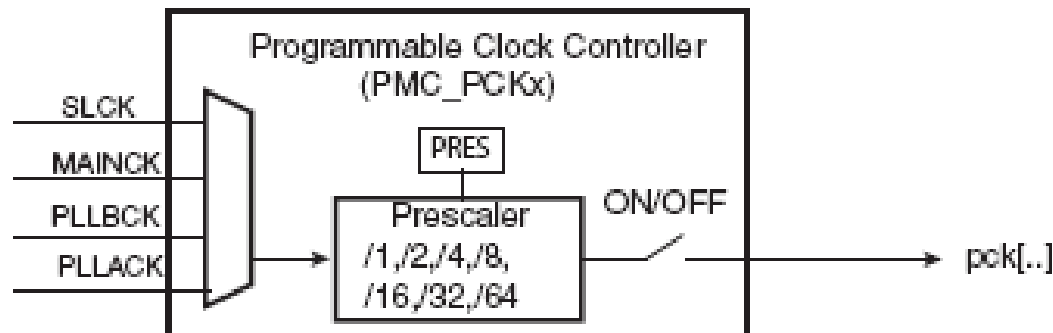 Programmable Clock Controller
(PMC_PCKx)
SLCK
MAINCK
PLLBCK
PLLACK
PRES
Prescaler
/1,/2,/4,/8,
/16,/32,/64
ON/OFF
pck[..]